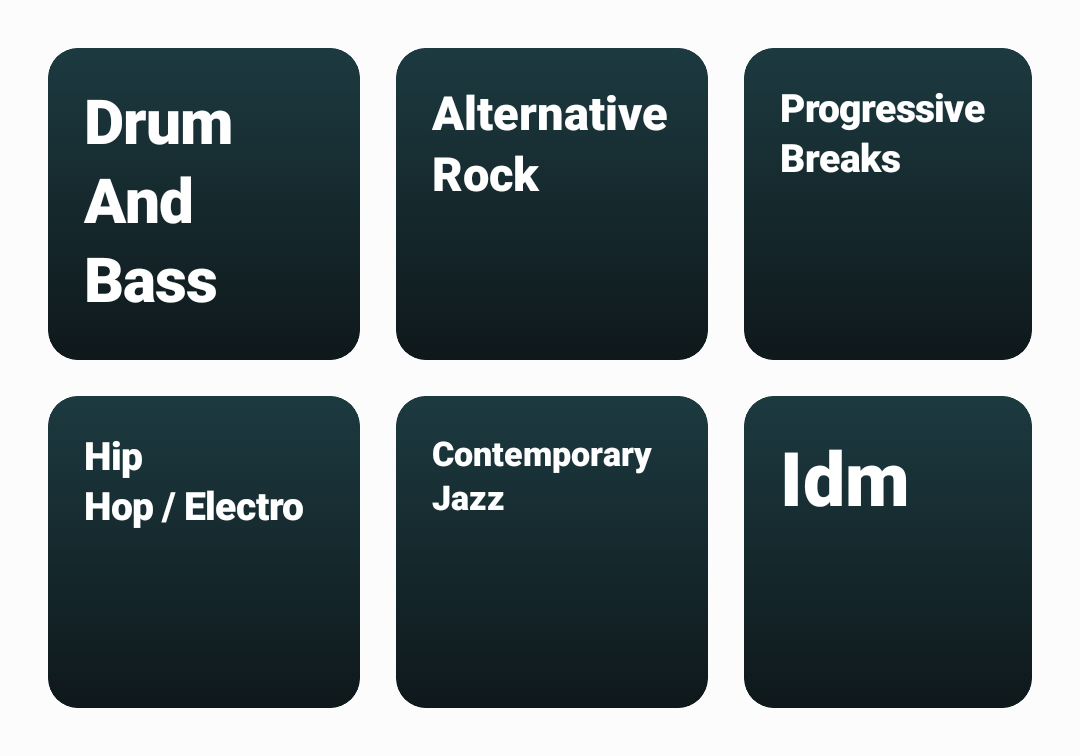 Drum
And
Bass
Alternative
Rock
Progressive
Breaks
Hip
Hop / Electro
Contemporary
Jazz
Idm